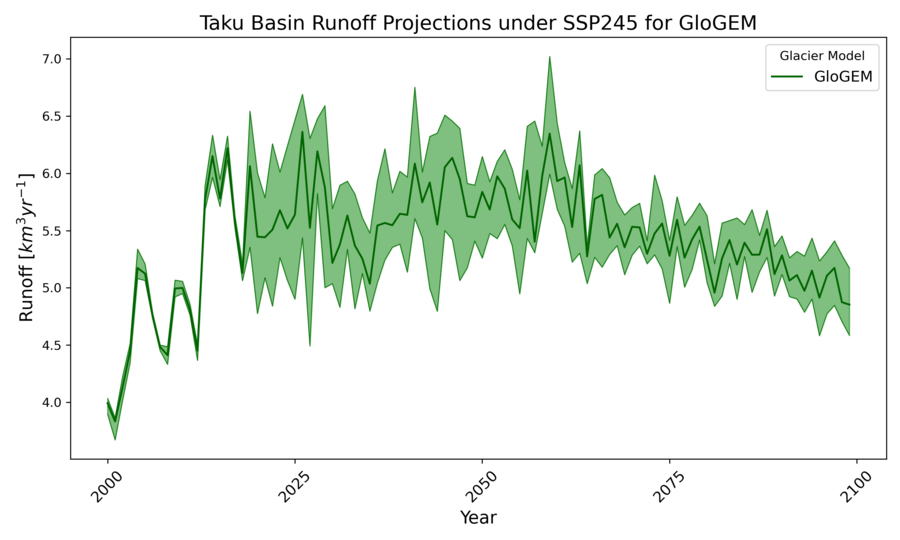 Taku Basin Runoff Projections under SSP245 for GloGEM
Glacier Model
GloGEM
7.0
6.5
6.0
5.5
5.0
4.5
4.0
Runoff [km³yr⁻¹]
2000
2025
2050
2075
2100
Year